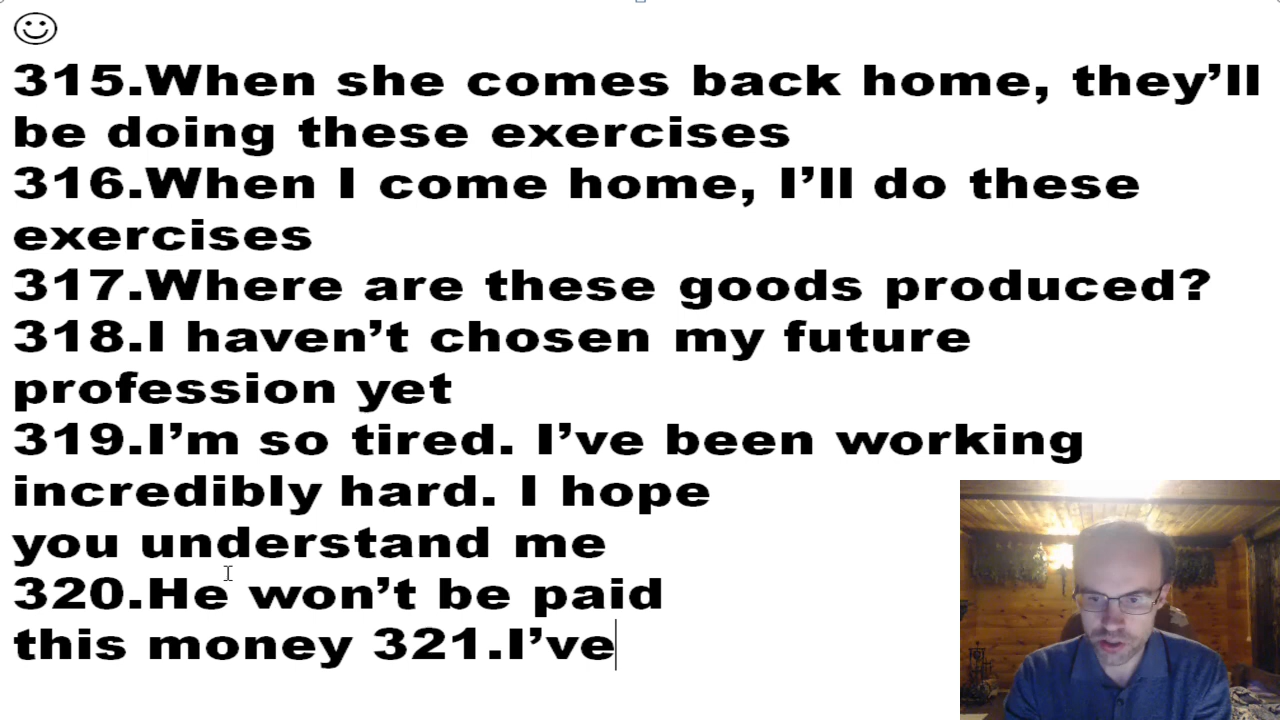 315.When she comes back home, they’ll
be doing these exercises
316.When I come home, I’ll do these
exercises
317.Where are these goods produced?
318.I haven’t chosen my future
profession yet
319.I’m so tired. I’ve been working
incredibly hard. I hope
you understand me
320.He won’t be paid
this money 321.I’ve